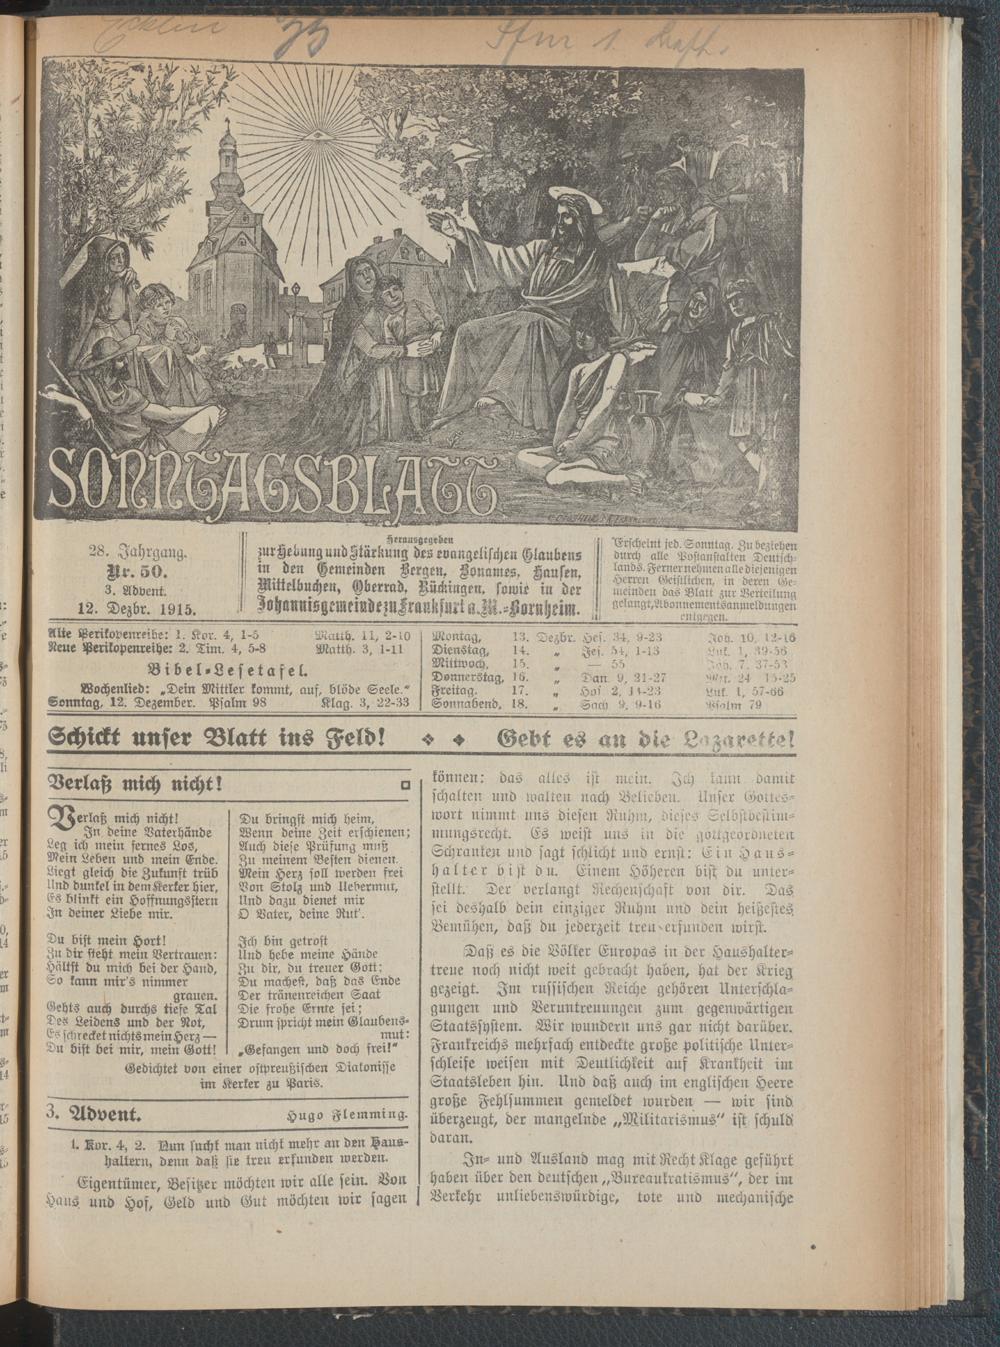 35
SONNTAGSBLATT
28. Jahrgang.
Nr. 50.
3. Advent.
12. Dezbr. 1915.
Herausgegeben
zur Hebung und Stärkung des evangelischen Glaubens
in den Gemeinden Bergen, Bonames, Hausen,
Mittelbuchen, Oberrad, Rückingen, sowie in der
Johannisgemeinde zu Frankfurt a. M.-Bornheim.
Erscheint jed. Sonntag. Zu beziehen
durch alle Postanstalten Deutsch-
lands. Ferner nehmen alle diejenigen
Herren Geistlichen, in deren Ge-
meinden das Blatt zur Verteilung
gelangt, Abonnementsanmeldungen
entgegen.
Alte Perikopenreihe: 1. Kor. 4, 1-5 Matth. 11, 2-10
Neue Perikopenreihe: 2. Tim. 4, 5-8 Matth. 3, 1-11
Bibel-Lesetafel.
Wochenlied: „Dein Mittler kommt, auf, blöde Seele.“
Sonntag, 12. Dezember. Psalm 98 Klag. 3, 22-33
Montag, 13. Dezbr. Hes. 34, 9-23 Joh. 10, 12-16
Dienstag, 14. „ Jes. 54, 1-13 Luk. 1, 39-56
Mittwoch, 15. „ — 55 Joh. 7, 37-53
Donnerstag, 16. „ Dan. 9, 21-27 24 15-25
Freitag, 17. „ Hos 2, 14-23 Luk. 1, 57-66
Sonnabend, 18. „ Sach 9, 9-16 Psalm 79
Schickt unser Blatt ins Feld! Gebt es an die Lazarette!
Verlaß mich nicht!
Verlaß mich nicht!
In deine Vaterhände
Leg ich mein fernes Los,
Mein Leben und mein Ende.
Liegt gleich die Zukunft trüb
Und dunkel in dem Kerker hier,
Es blinkt ein Hoffnungsstern
In deiner Liebe mir.
Du bist mein Hort!
Zu dir steht mein Vertrauen:
Hältst du mich bei der Hand,
So kann mir's nimmer
grauen.
Gehts auch durchs tiefe Tal
Des Leidens und der Not,
Es schrecket nichts mein Herz —
Du bist bei mir, mein Gott!
Du bringst mich heim,
Wenn deine Zeit erschienen;
Auch diese Prüfung muß
Zu meinem Besten dienen.
Mein Herz soll werden frei
Von Stolz und Uebermut,
Und dazu dienet mir
O Vater, deine Rut'.
Ich bin getrost
Und hebe meine Hände
Zu dir, du treuer Gott:
Du machest, daß das Ende
Der tränenreichen Saat
Die frohe Ernte sei;
Drum spricht mein Glaubens-
mut:
„Gefangen und doch frei!“
Gedichtet von einer ostpreußischen Diakonisse
im Kerker zu Paris.
3. Advent. Hugo Flemming.
1. Kor. 4, 2. Nun sucht man nicht mehr an den Haus-
haltern, denn daß sie treu erfunden werden.
Eigentümer, Besitzer möchten wir alle sein. Von
Haus und Hof, Geld und Gut möchten wir sagen
können: das alles ist mein. Ich kann damit
schalten und walten nach Belieben. Unser Gottes-
wort nimmt uns diesen Ruhm, dieses Selbstbestim-
mungsrecht. Es weist uns in die gottgeordneten
Schranken und sagt schlicht und ernst: Ein Haus-
halter bist du. Einem Höheren bist du unter-
stellt. Der verlangt Rechenschaft von dir. Das
sei deshalb dein einziger Ruhm und dein heißestes
Bemühen, daß du jederzeit treu erfunden wirst.
Daß es die Völker Europas in der Haushalter-
treue noch nicht weit gebracht haben, hat der Krieg
gezeigt. Im russischen Reiche gehören Unterschla-
gungen und Veruntreuungen zum gegenwärtigen
Staatssystem. Wir wundern uns gar nicht darüber.
Frankreichs mehrfach entdeckte große politische Unter-
schleife weisen mit Deutlichkeit auf Krankheit im
Staatsleben hin. Und daß auch im englischen Heere
große Fehlsummen gemeldet wurden — wir sind
überzeugt, der mangelnde „Militarismus“ ist schuld
daran.
In- und Ausland mag mit Recht Klage geführt
haben über den deutschen „Bureaukratismus“, der im
Verkehr unliebenswürdige, tote und mechanische